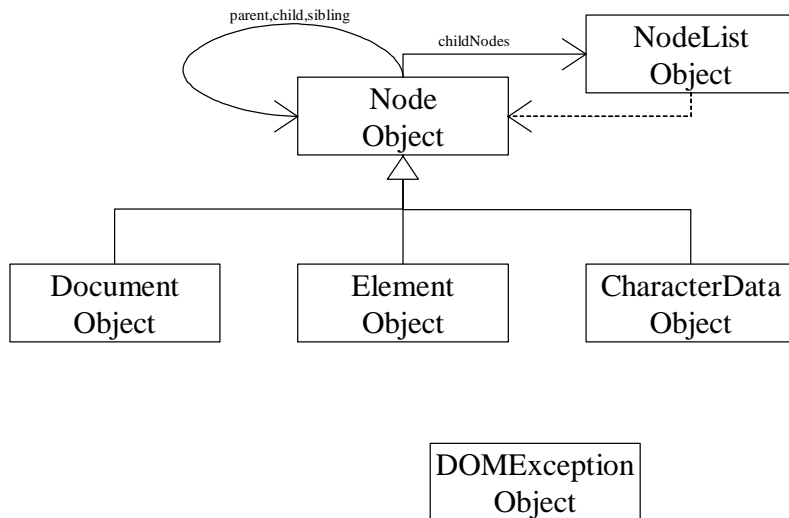 parent,child,sibling
childNodes
NodeList
Object
Node
Object
Document
Object
Element
Object
CharacterData
Object
DOMException
Object